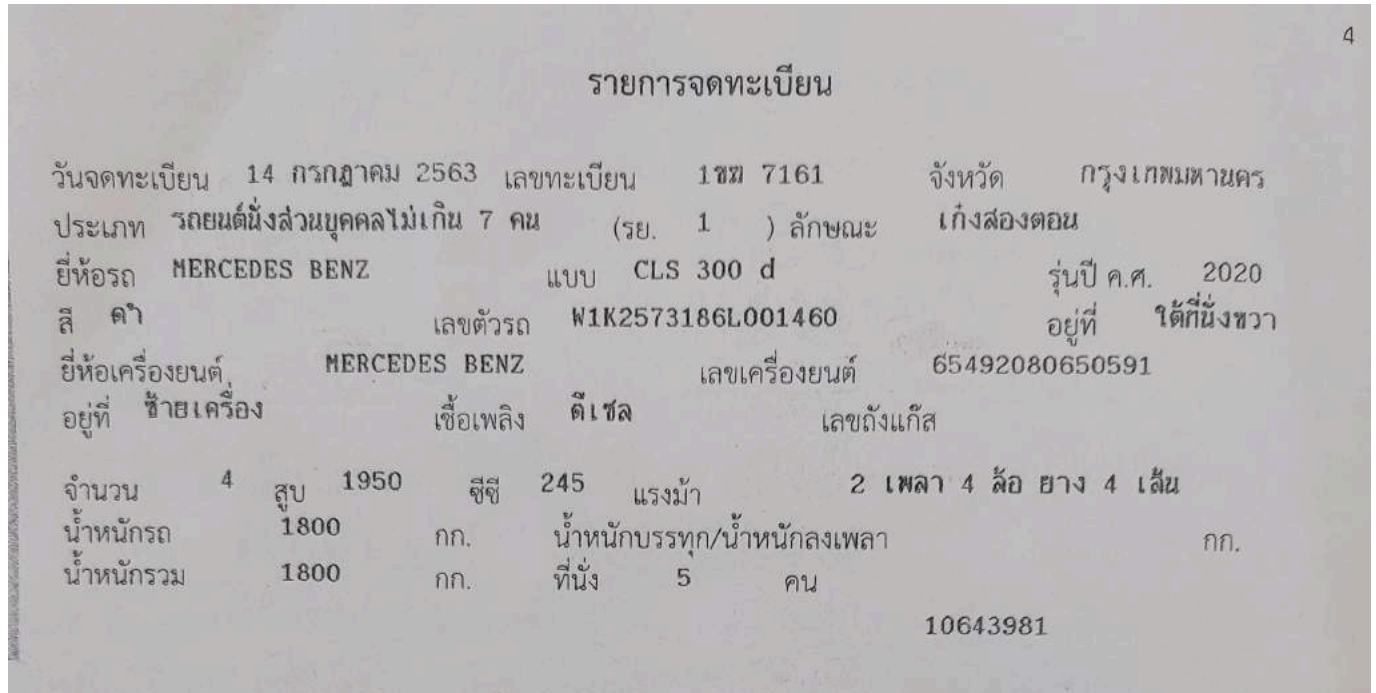 4
รายการจดทะเบียน
วันจดทะเบียน 14 กรกฎาคม 2563 เลขทะเบียน 1ขฆ 7161 จังหวัด กรุงเทพมหานคร
ประเภท รถยนต์นั่งส่วนบุคคลไม่เกิน 7 คน (รย. 1 ) ลักษณะ เก๋งสองตอน
ยี่ห้อรถ MERCEDES BENZ แบบ CLS 300 d รุ่นปี ค.ศ. 2020
สี ดำ เลขตัวรถ W1K2573186L001460 อยู่ที่ ใต้ที่นั่งขวา
ยี่ห้อเครื่องยนต์ MERCEDES BENZ เลขเครื่องยนต์ 65492080650591
อยู่ที่ ซ้ายเครื่อง เชื้อเพลิง ดีเซล เลขถังแก๊ส
จำนวน 4 สูบ 1950 ซีซี 245 แรงม้า 2 เพลา 4 ล้อ ยาง 4 เส้น
น้ำหนักรถ 1800 กก. น้ำหนักบรรทุก/น้ำหนักลงเพลา กก.
น้ำหนักรวม 1800 กก. ที่นั่ง 5 คน
10643981